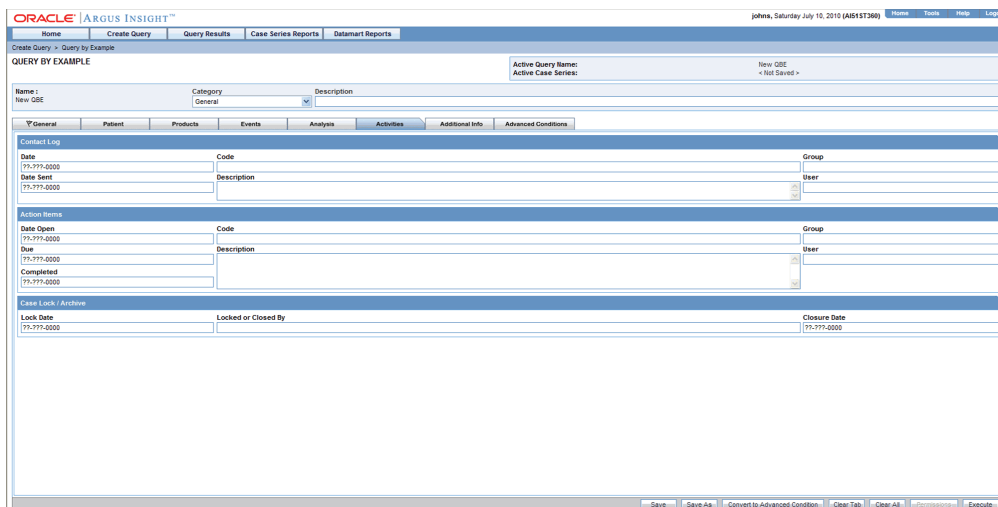 ORACLE | ARGUS INSIGHT™
johns, Saturday July 10, 2010 (AI51ST360) Home Tools Help
Home Create Query Query Results Case Series Reports Datamart Reports
Create Query > Query by Example
QUERY BY EXAMPLE
Active Query Name: New QBE
Active Case Series: < Not Saved >
Name : Category Description
New QBE General
General Patient Products Events Analysis Activities Additional Info Advanced Conditions
Contact Log
Date Code Group
??-???-0000
Date Sent Description User
??-???-0000
Action Items
Date Open Code Group
??-???-0000
Due Description User
??-???-0000
Completed
??-???-0000
Case Lock / Archive
Lock Date Locked or Closed By Closure Date
??-???-0000 ??-???-0000
Save Save As Convert to Advanced Condition Clear Tab Clear All Permissions Execute